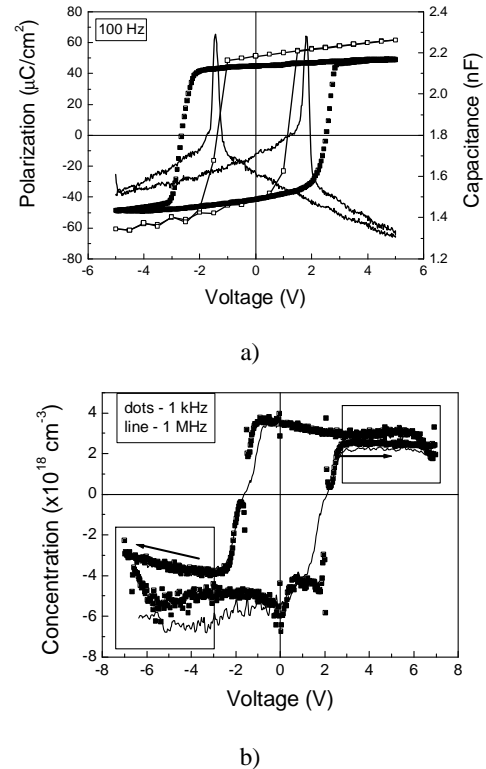 100 Hz
Polarization (μC/cm²)
80
60
40
20
0
-20
-40
-60
-80
2.4
2.2
2.0
1.8
1.6
1.4
1.2
Capacitance (nF)
-6 -4 -2 0 2 4 6
Voltage (V)
a)
dots - 1 kHz
line - 1 MHz
Concentration (x10¹⁸ cm⁻³)
4
2
0
-2
-4
-6
-8
-8 -6 -4 -2 0 2 4 6 8
Voltage (V)
b)